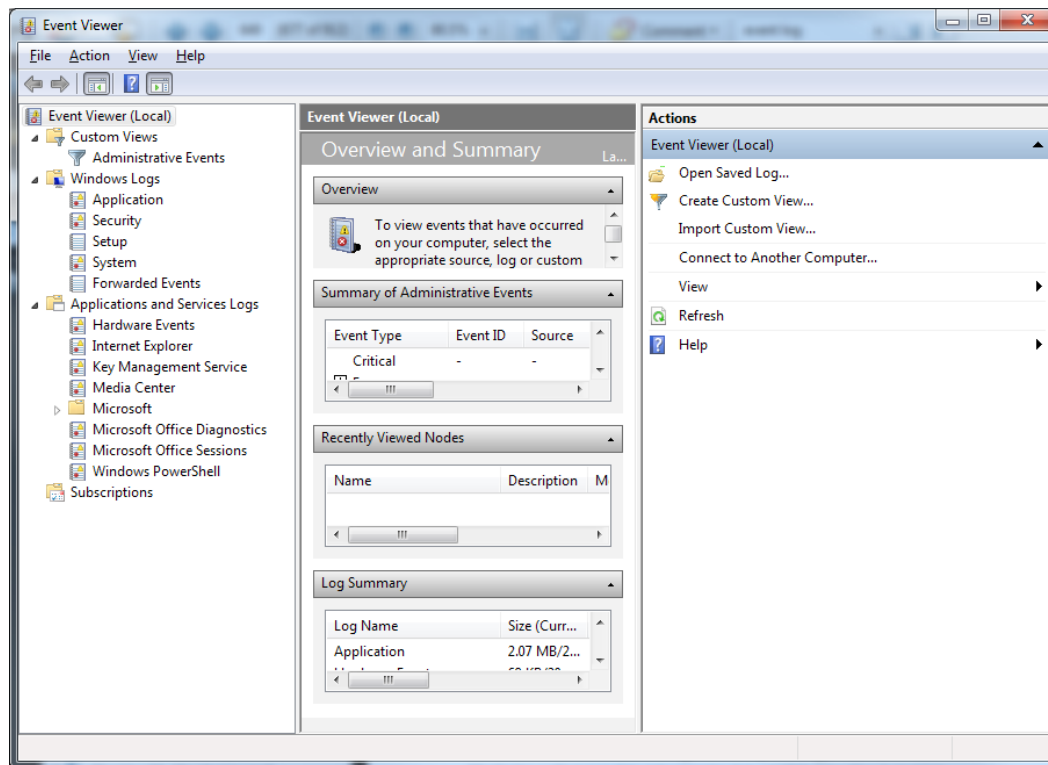 Event Viewer
File Action View Help
Event Viewer (Local)
Custom Views
Administrative Events
Windows Logs
Application
Security
Setup
System
Forwarded Events
Applications and Services Logs
Hardware Events
Internet Explorer
Key Management Service
Media Center
Microsoft
Microsoft Office Diagnostics
Microsoft Office Sessions
Windows PowerShell
Subscriptions
Event Viewer (Local)
Overview and Summary La...
Overview
To view events that have occurred
on your computer, select the
appropriate source, log or custom
Summary of Administrative Events
Event Type Event ID Source
Critical - -
Recently Viewed Nodes
Name Description M
Log Summary
Log Name Size (Curr...
Application 2.07 MB/2...
Actions
Event Viewer (Local)
Open Saved Log...
Create Custom View...
Import Custom View...
Connect to Another Computer...
View
Refresh
Help